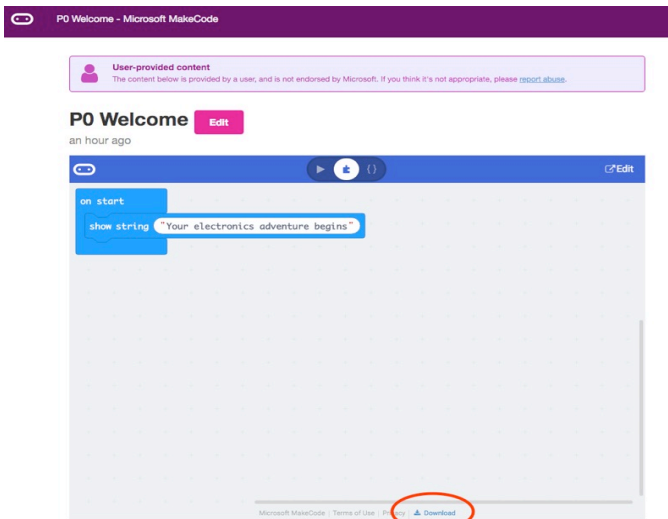 P0 Welcome - Microsoft MakeCode
User-provided content
The content below is provided by a user, and is not endorsed by Microsoft. If you think it's not appropriate, please report abuse.
P0 Welcome Edit
an hour ago
{} Edit
on start
show string "Your electronics adventure begins"
Microsoft MakeCode | Terms of Use | Privacy | Download